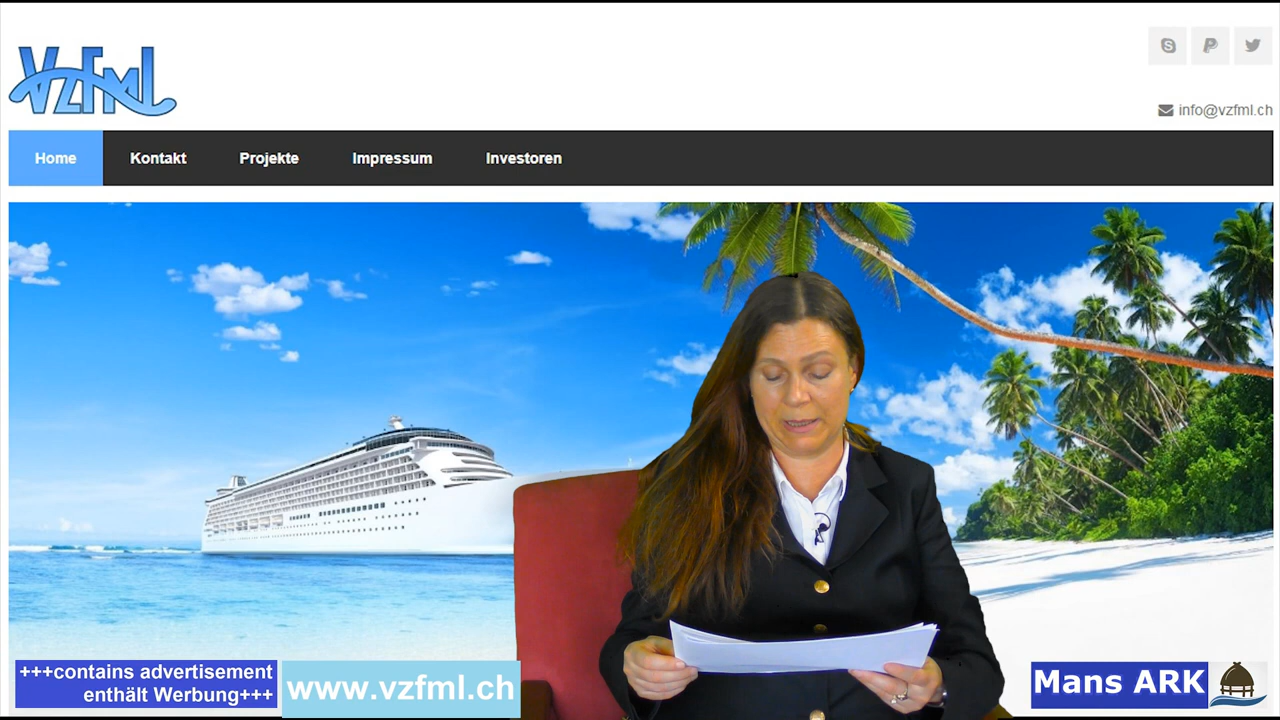 VzFml
info@vzfml.ch
Home Kontakt Projekte Impressum Investoren
+++contains advertisement
enthält Werbung+++
www.vzfml.ch
Mans ARK